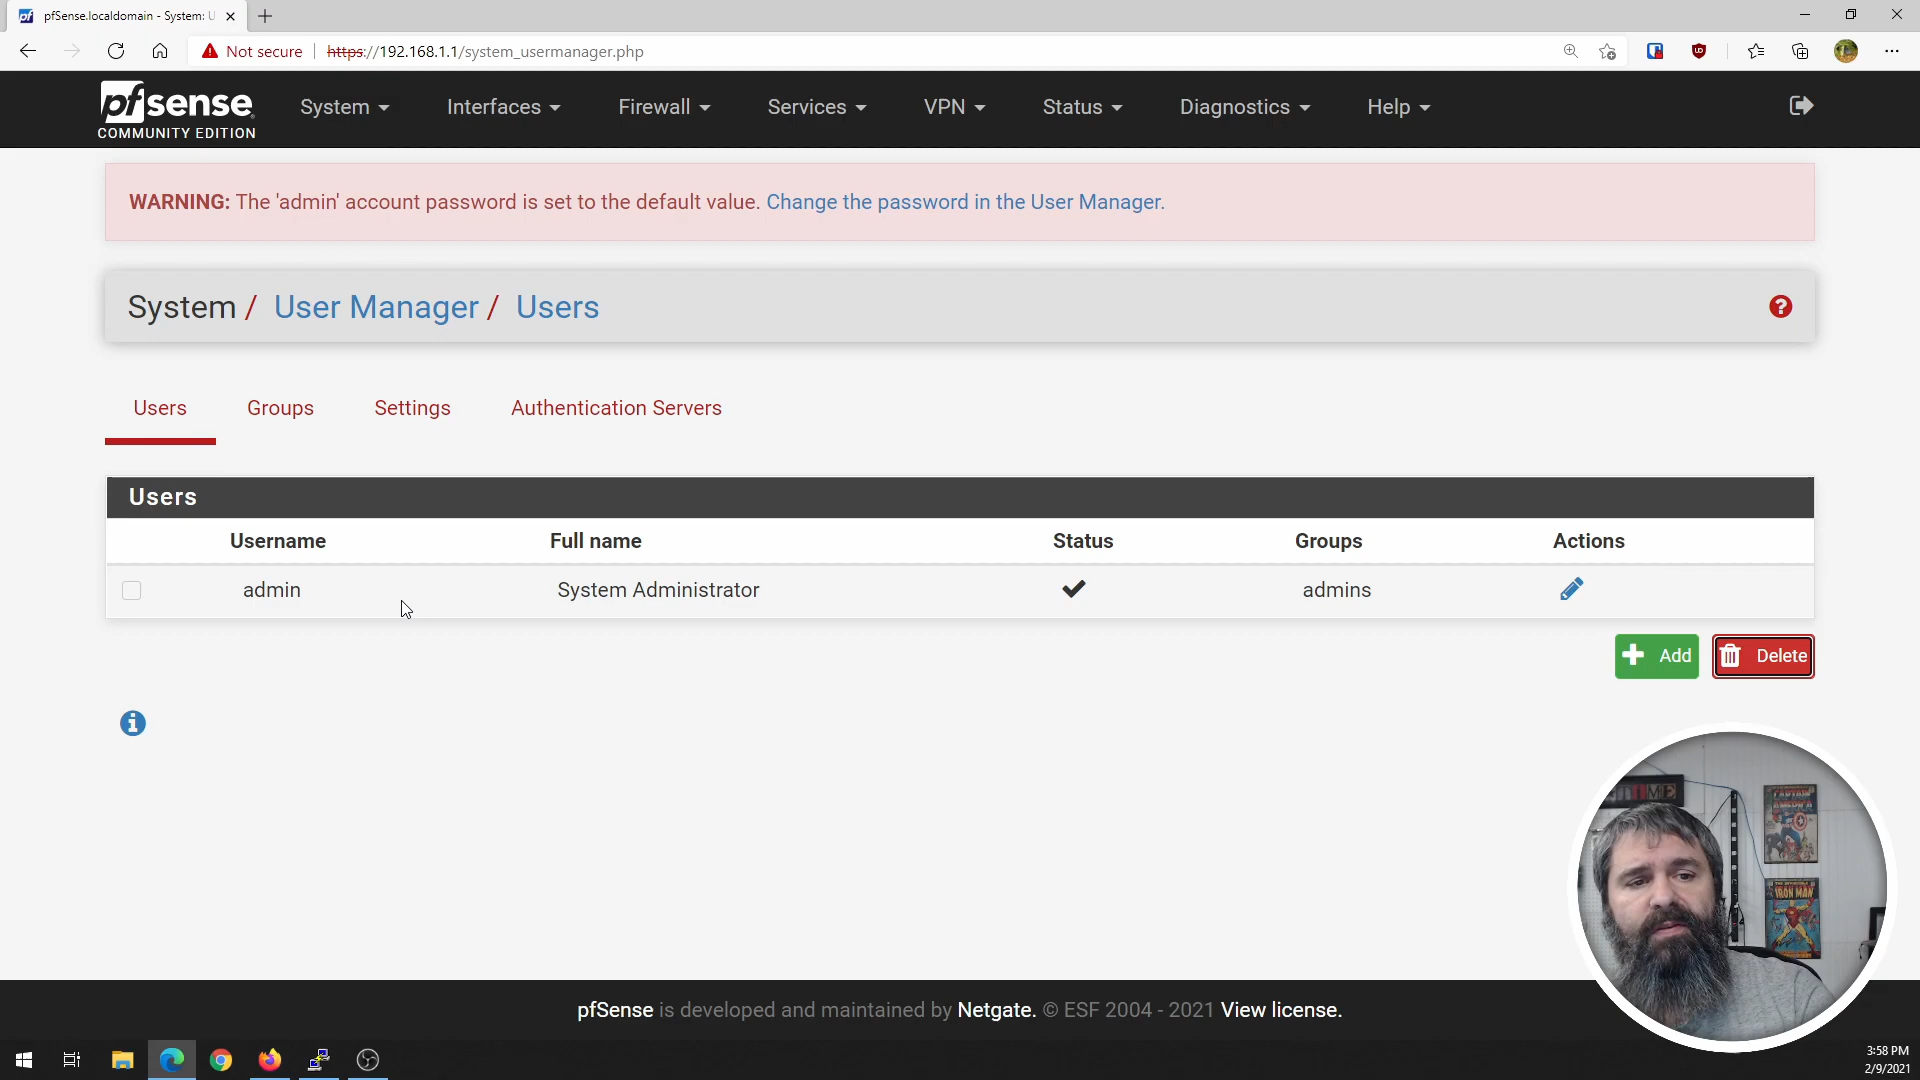 pfSense.localdomain - System: U
Not secure
https://192.168.1.1/system_usermanager.php
pfsense
COMMUNITY EDITION
System
Interfaces
Firewall
Services
VPN
Status
Diagnostics
Help
WARNING: The 'admin' account password is set to the default value. Change the password in the User Manager.
System / User Manager / Users
Users
Groups
Settings
Authentication Servers
Users
Username
Full name
Status
Groups
Actions
admin
System Administrator
admins
Add
Delete
CAPTAIN
AMERICA
IRON MAN
pfSense is developed and maintained by Netgate. © ESF 2004 - 2021 View license.
3:58 PM
2/9/2021